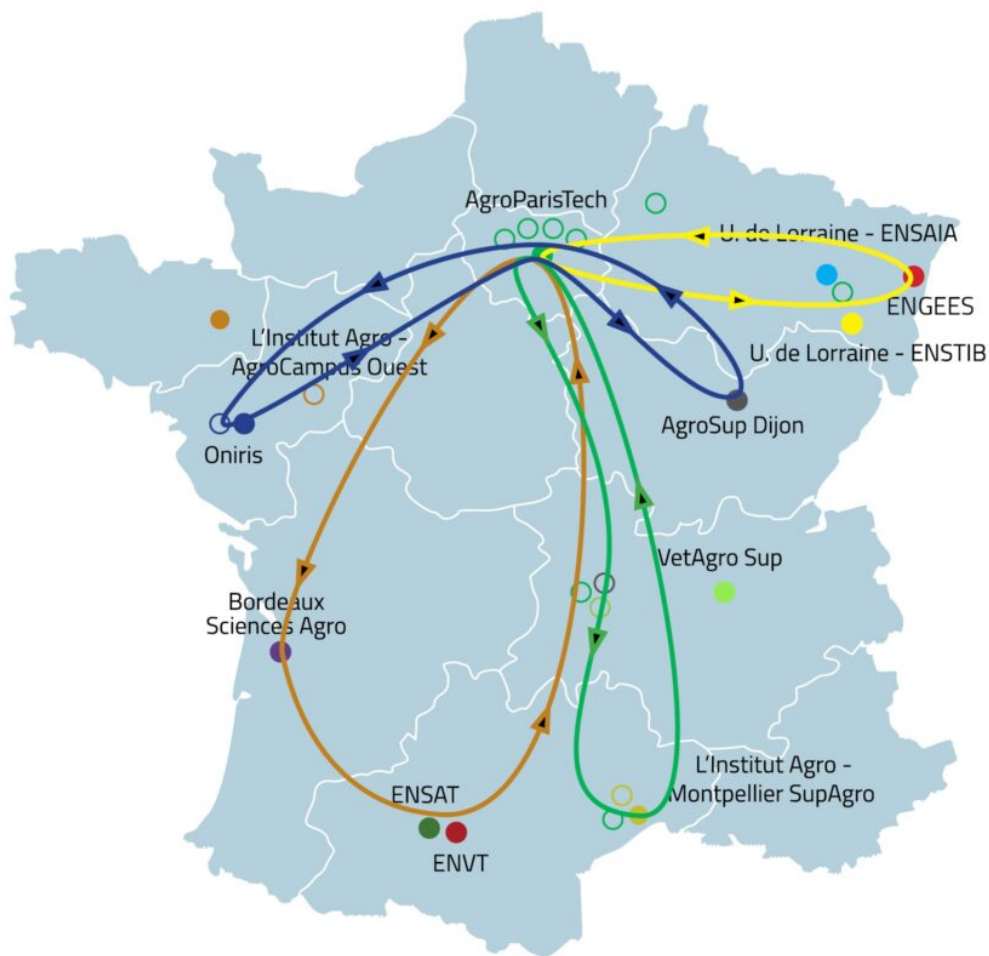 AgroParisTech
U. de Lorraine - ENSAIA
ENGEES
L'Institut Agro -
AgroCampus Ouest
U. de Lorraine - ENSTIB
AgroSup Dijon
Oniris
VetAgro Sup
Bordeaux
Sciences Agro
L'Institut Agro -
Montpellier SupAgro
ENSAT
ENVT